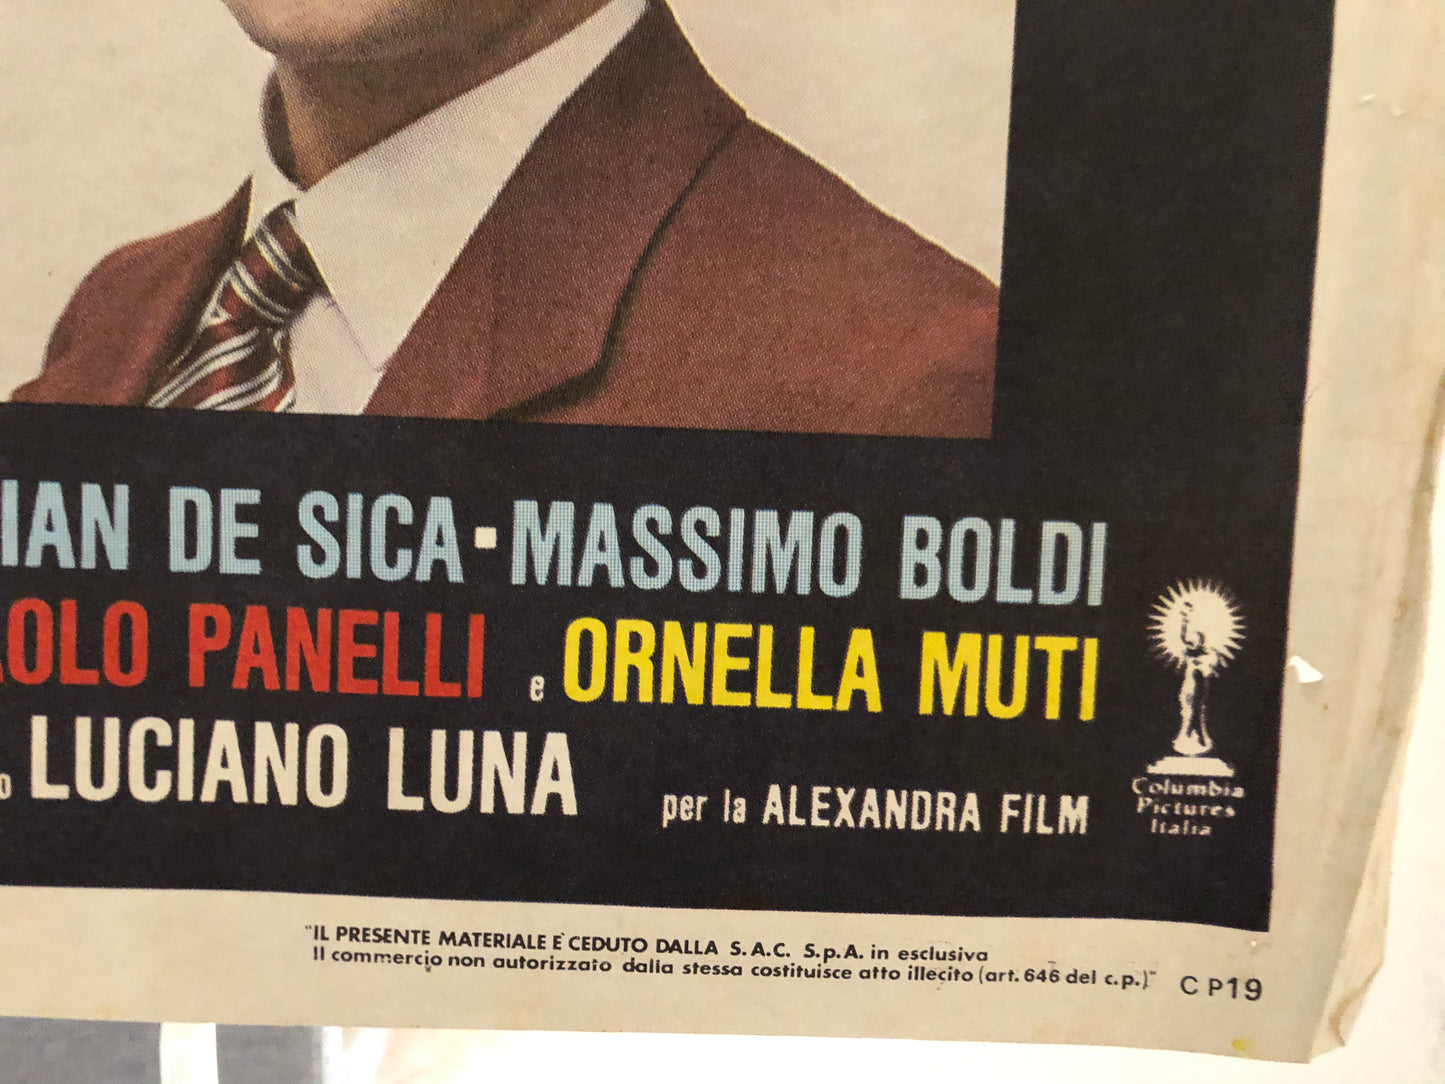 IAN DE SICA · MASSIMO BOLDI
OLO PANELLI e ORNELLA MUTI
o LUCIANO LUNA per la ALEXANDRA FILM
Columbia
Pictures
Italia
"IL PRESENTE MATERIALE E' CEDUTO DALLA S.A.C. S.p.A. in esclusiva
Il commercio non autorizzato dalla stessa costituisce atto illecito (art. 646 del c.p.)"
CP19